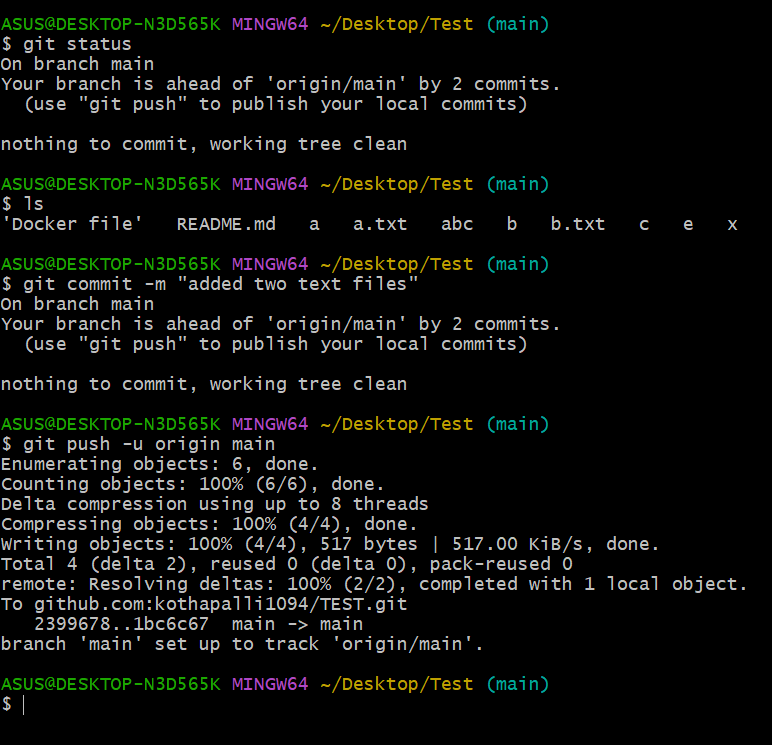 ASUS@DESKTOP-N3D565K MINGW64 ~/Desktop/Test (main)
$ git status
On branch main
Your branch is ahead of 'origin/main' by 2 commits.
  (use "git push" to publish your local commits)

nothing to commit, working tree clean

ASUS@DESKTOP-N3D565K MINGW64 ~/Desktop/Test (main)
$ ls
'Docker file'   README.md   a   a.txt   abc   b   b.txt   c   e   x

ASUS@DESKTOP-N3D565K MINGW64 ~/Desktop/Test (main)
$ git commit -m "added two text files"
On branch main
Your branch is ahead of 'origin/main' by 2 commits.
  (use "git push" to publish your local commits)

nothing to commit, working tree clean

ASUS@DESKTOP-N3D565K MINGW64 ~/Desktop/Test (main)
$ git push -u origin main
Enumerating objects: 6, done.
Counting objects: 100% (6/6), done.
Delta compression using up to 8 threads
Compressing objects: 100% (4/4), done.
Writing objects: 100% (4/4), 517 bytes | 517.00 KiB/s, done.
Total 4 (delta 2), reused 0 (delta 0), pack-reused 0
remote: Resolving deltas: 100% (2/2), completed with 1 local object.
To github.com:kothapalli1094/TEST.git
   2399678..1bc6c67  main -> main
branch 'main' set up to track 'origin/main'.

ASUS@DESKTOP-N3D565K MINGW64 ~/Desktop/Test (main)
$